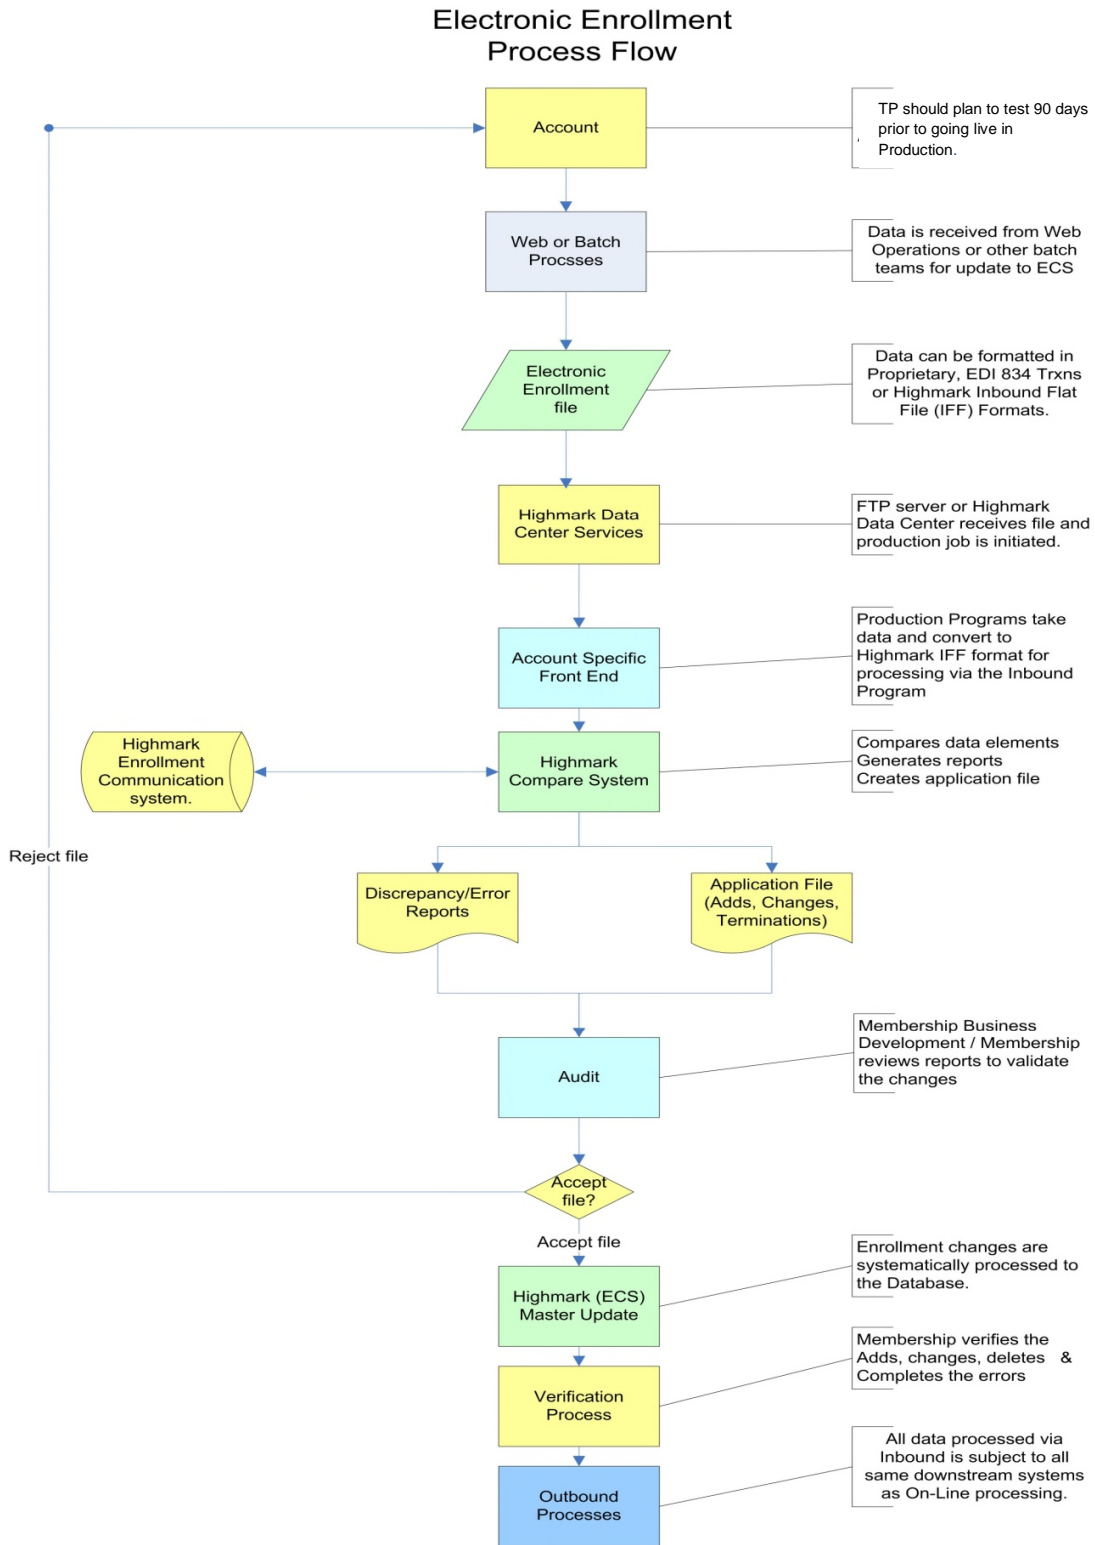 Electronic Enrollment
Process Flow
Account
TP should plan to test 90 days
prior to going live in
Production.
Web or Batch
Procsses
Data is received from Web
Operations or other batch
teams for update to ECS
Electronic
Enrollment
file
Data can be formatted in
Proprietary, EDI 834 Trxns
or Highmark Inbound Flat
File (IFF) Formats.
Highmark Data
Center Services
FTP server or Highmark
Data Center receives file and
production job is initiated.
Account Specific
Front End
Production Programs take
data and convert to
Highmark IFF format for
processing via the Inbound
Program
Highmark
Enrollment
Communication
system.
Highmark
Compare System
Compares data elements
Generates reports
Creates application file
Reject file
Discrepancy/Error
Reports
Application File
(Adds, Changes,
Terminations)
Audit
Membership Business
Development / Membership
reviews reports to validate
the changes
Accept
file?
Accept file
Highmark (ECS)
Master Update
Enrollment changes are
systematically processed to
the Database.
Verification
Process
Membership verifies the
Adds, changes, deletes &
Completes the errors
Outbound
Processes
All data processed via
Inbound is subject to all
same downstream systems
as On-Line processing.